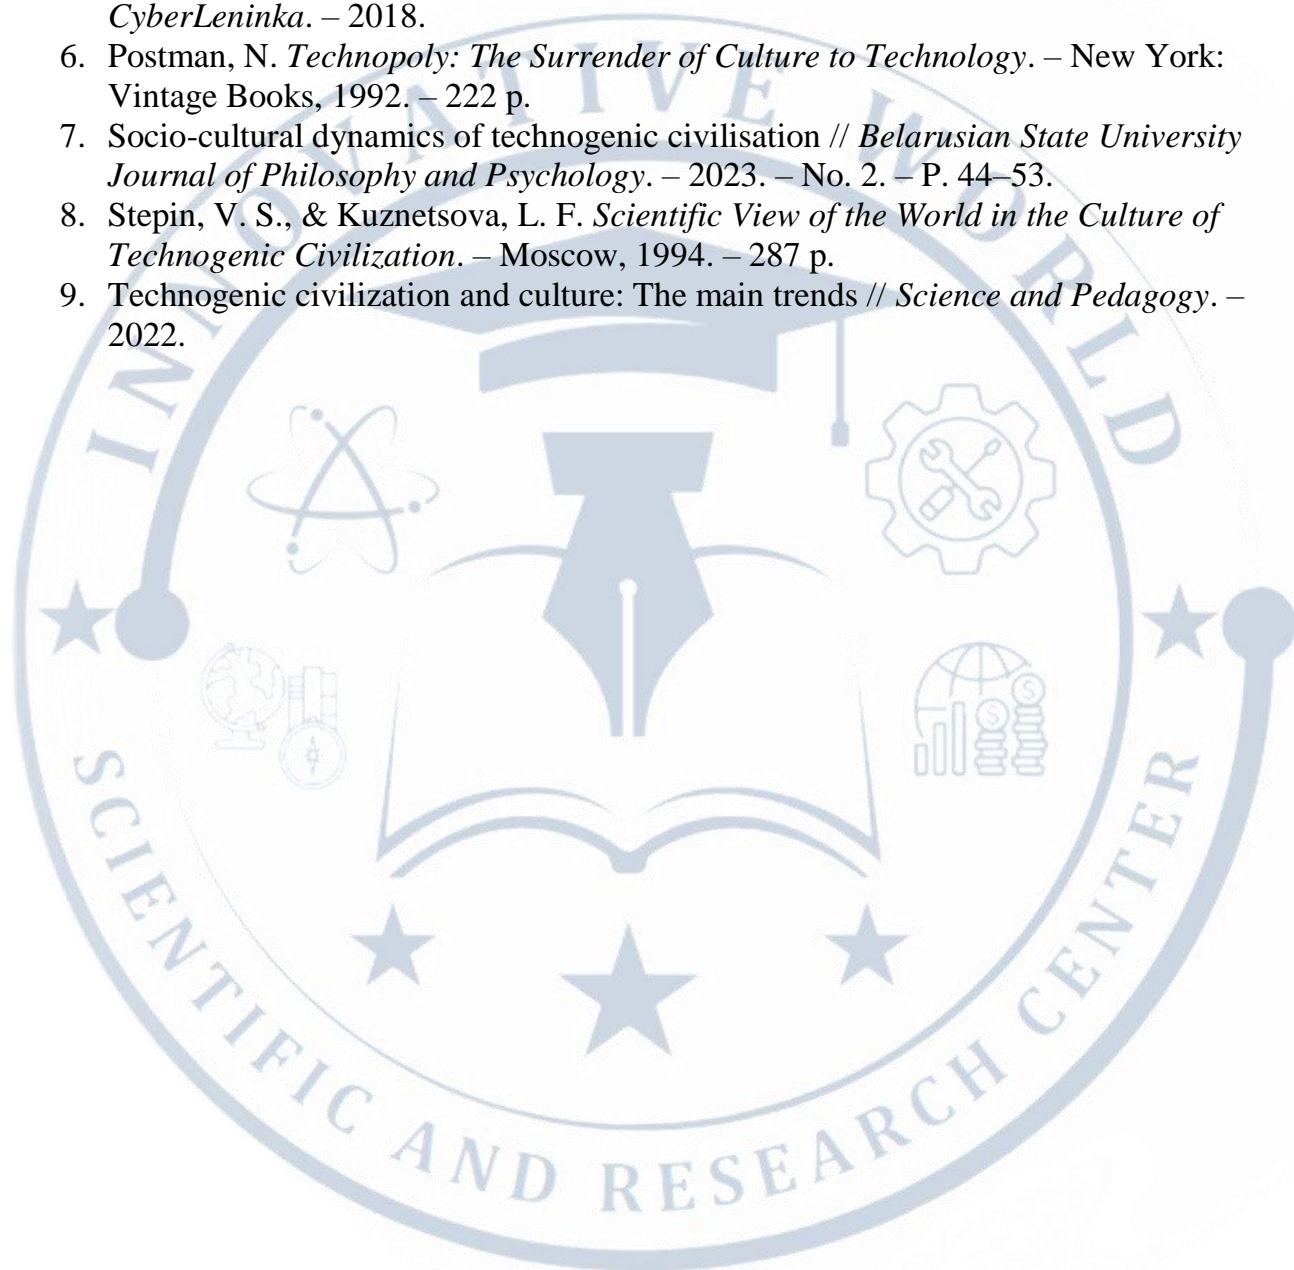 CyberLeninka. – 2018.
6. Postman, N. Technopoly: The Surrender of Culture to Technology. – New York:
Vintage Books, 1992. – 222 p.
7. Socio-cultural dynamics of technogenic civilisation // Belarusian State University
Journal of Philosophy and Psychology. – 2023. – No. 2. – P. 44–53.
8. Stepin, V. S., & Kuznetsova, L. F. Scientific View of the World in the Culture of
Technogenic Civilization. – Moscow, 1994. – 287 p.
9. Technogenic civilization and culture: The main trends // Science and Pedagogy. –
2022.
INNOVATIVE WORLD
SCIENTIFIC AND RESEARCH CENTER